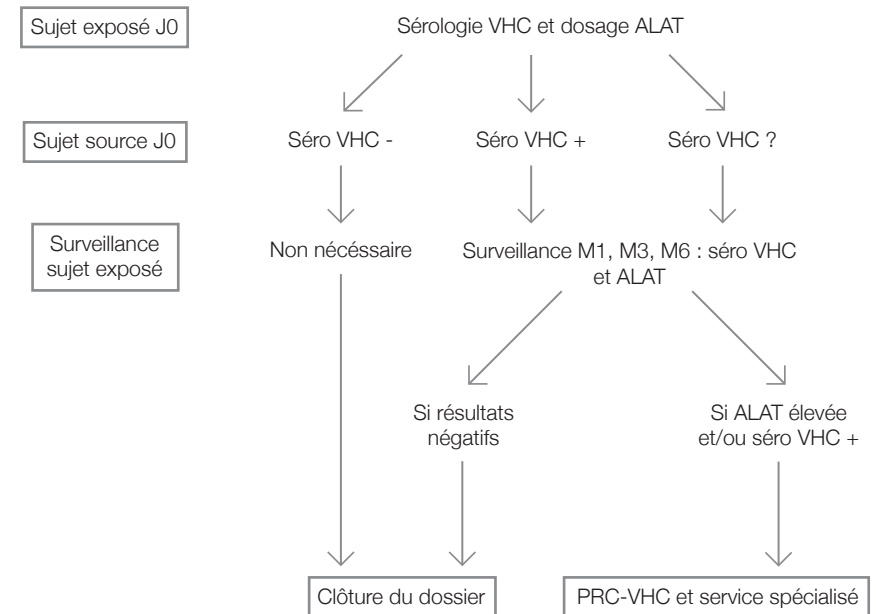 Sujet exposé J0
Sérologie VHC et dosage ALAT
Sujet source J0
Séro VHC -
Séro VHC +
Séro VHC ?
Surveillance
sujet exposé
Non nécéssaire
Surveillance M1, M3, M6 : séro VHC
et ALAT
Si résultats
négatifs
Si ALAT élevée
et/ou séro VHC +
Clôture du dossier
PRC-VHC et service spécialisé